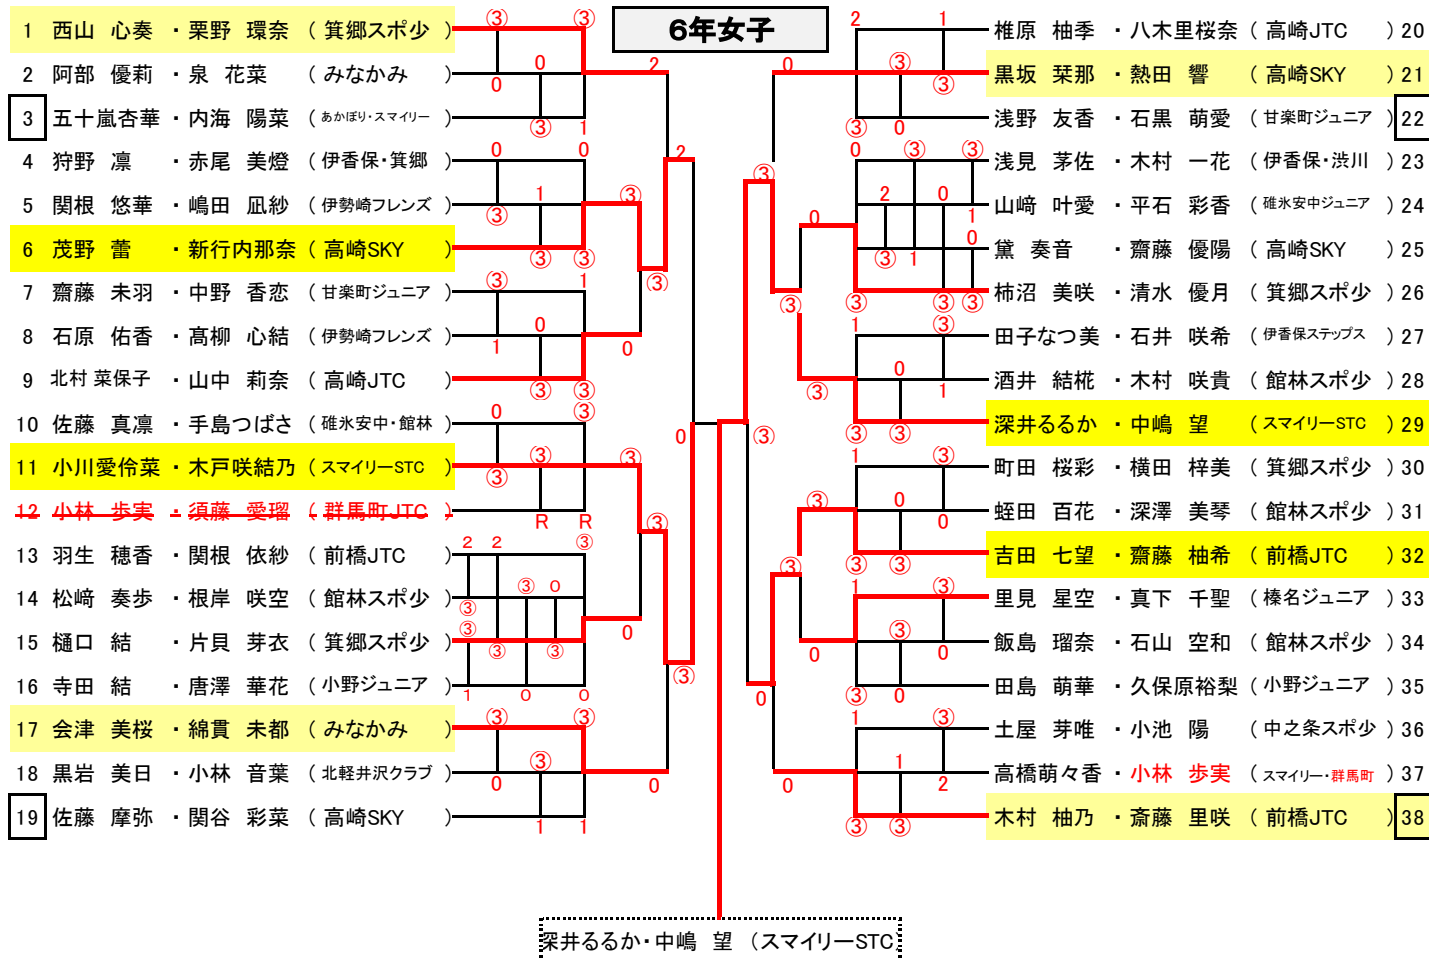 6年女子
1 西山 心奏 ・ 栗野 環奈 （ 箕郷スポ少 ）
2 阿部 優莉 ・ 泉 花菜 （ みなかみ ）
3 五十嵐杏華 ・ 内海 陽菜 （ あかぼり・スマイリー ）
4 狩野 凛 ・ 赤尾 美燈 （ 伊香保・箕郷 ）
5 関根 悠華 ・ 嶋田 凪紗 （ 伊勢崎フレンズ ）
6 茂野 蕾 ・ 新行内那奈 （ 高崎SKY ）
7 齋藤 未羽 ・ 中野 香恋 （ 甘楽町ジュニア ）
8 石原 佑香 ・ 髙柳 心結 （ 伊勢崎フレンズ ）
9 北村 菜保子 ・ 山中 莉奈 （ 高崎JTC ）
10 佐藤 真凛 ・ 手島つばさ （ 碓氷安中・館林 ）
11 小川愛伶菜 ・ 木戸咲結乃 （ スマイリーSTC ）
12 小林 歩実 ・ 須藤 愛瑠 （ 群馬町JTC ）
13 羽生 穂香 ・ 関根 依紗 （ 前橋JTC ）
14 松﨑 奏歩 ・ 根岸 咲空 （ 館林スポ少 ）
15 樋口 結 ・ 片貝 芽衣 （ 箕郷スポ少 ）
16 寺田 結 ・ 唐澤 華花 （ 小野ジュニア ）
17 会津 美桜 ・ 綿貫 未都 （ みなかみ ）
18 黒岩 美日 ・ 小林 音葉 （ 北軽井沢クラブ ）
19 佐藤 摩弥 ・ 関谷 彩菜 （ 高崎SKY ）
椎原 柚季 ・ 八木里桜奈 （ 高崎JTC ） 20
黒坂 栞那 ・ 熱田 響 （ 高崎SKY ） 21
浅野 友香 ・ 石黒 萌愛 （ 甘楽町ジュニア ） 22
浅見 茅佐 ・ 木村 一花 （ 伊香保・渋川 ） 23
山﨑 叶愛 ・ 平石 彩香 （ 碓氷安中ジュニア ） 24
黛 奏音 ・ 齋藤 優陽 （ 高崎SKY ） 25
柿沼 美咲 ・ 清水 優月 （ 箕郷スポ少 ） 26
田子なつ美 ・ 石井 咲希 （ 伊香保ステップス ） 27
酒井 結椛 ・ 木村 咲貴 （ 館林スポ少 ） 28
深井るるか ・ 中嶋 望 （ スマイリーSTC ） 29
町田 桜彩 ・ 横田 梓美 （ 箕郷スポ少 ） 30
蛭田 百花 ・ 深澤 美琴 （ 館林スポ少 ） 31
吉田 七望 ・ 齋藤 柚希 （ 前橋JTC ） 32
里見 星空 ・ 真下 千聖 （ 榛名ジュニア ） 33
飯島 瑠奈 ・ 石山 空和 （ 館林スポ少 ） 34
田島 萌華 ・ 久保原裕梨 （ 小野ジュニア ） 35
土屋 芽唯 ・ 小池 陽 （ 中之条スポ少 ） 36
高橋萌々香 ・ 小林 歩実 （ スマイリー・群馬町 ） 37
木村 柚乃 ・ 斎藤 里咲 （ 前橋JTC ） 38
深井るるか・中嶋 望 （スマイリーSTC